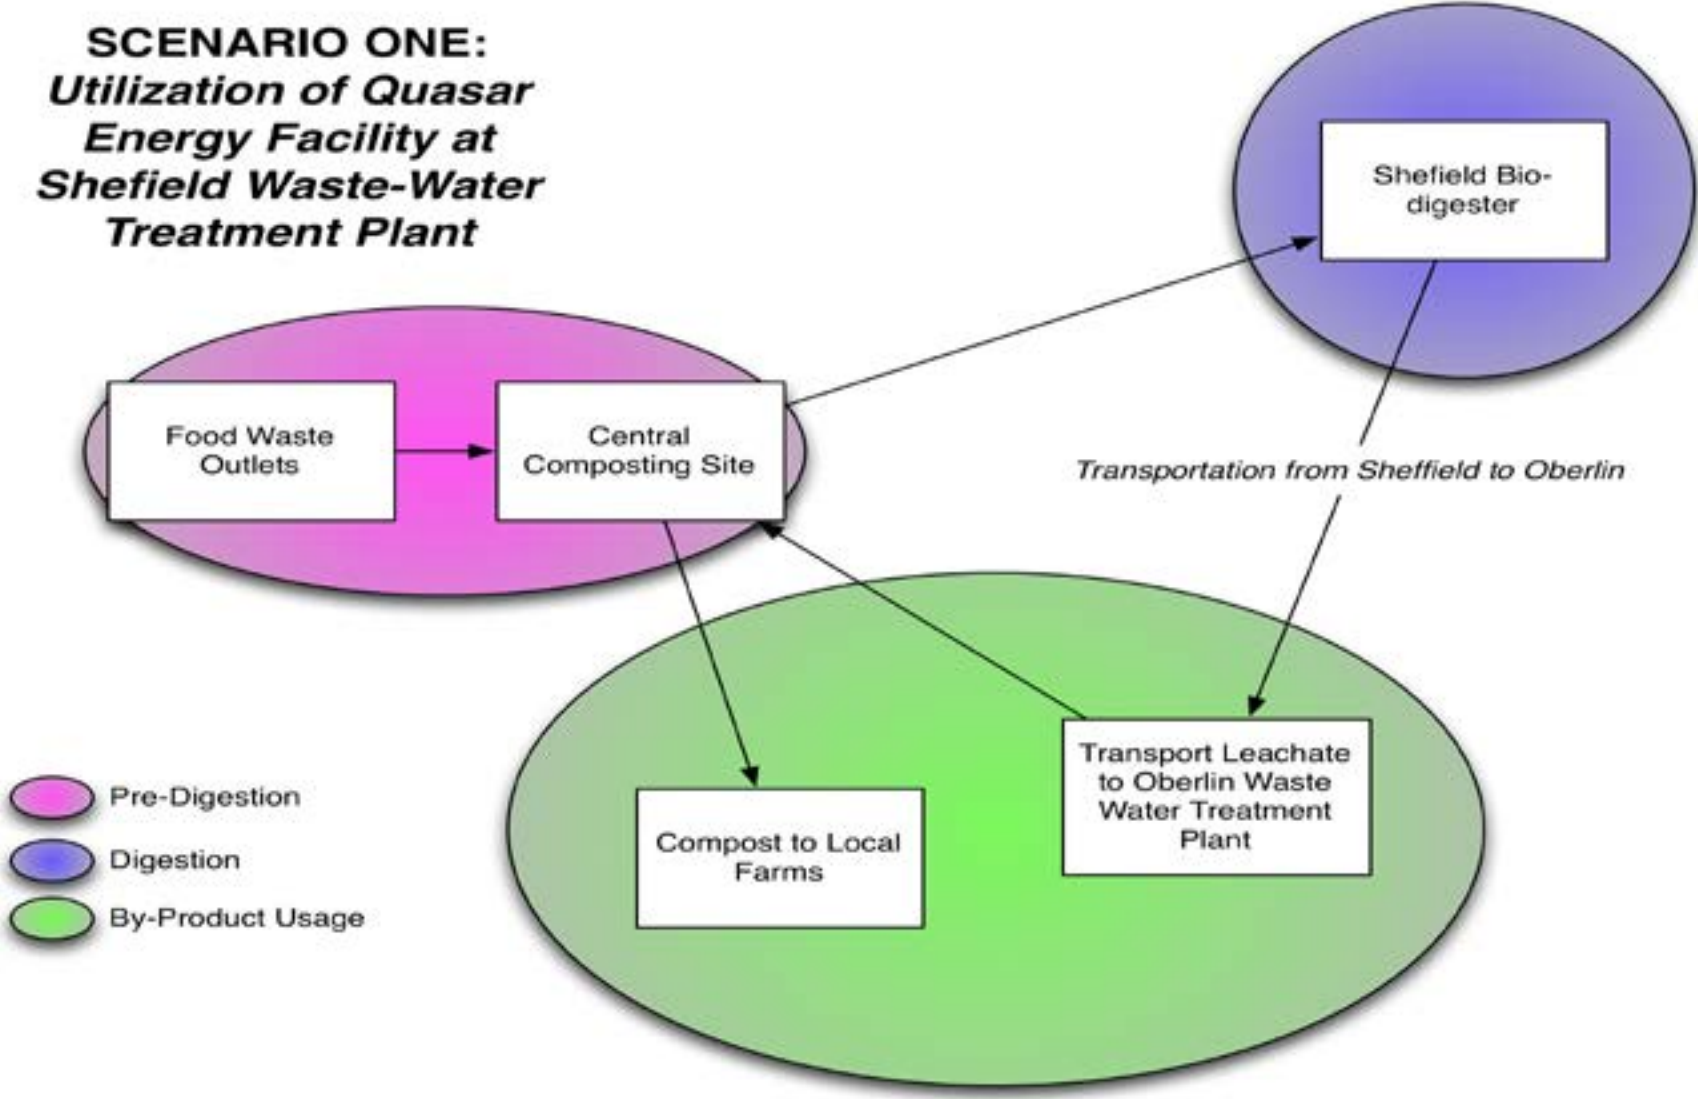 SCENARIO ONE:
Utilization of Quasar
Energy Facility at
Shefield Waste-Water
Treatment Plant
Shefield Bio-
digester
Food Waste
Outlets
Central
Composting Site
Transportation from Sheffield to Oberlin
Transport Leachate
to Oberlin Waste
Water Treatment
Plant
Compost to Local
Farms
Pre-Digestion
Digestion
By-Product Usage